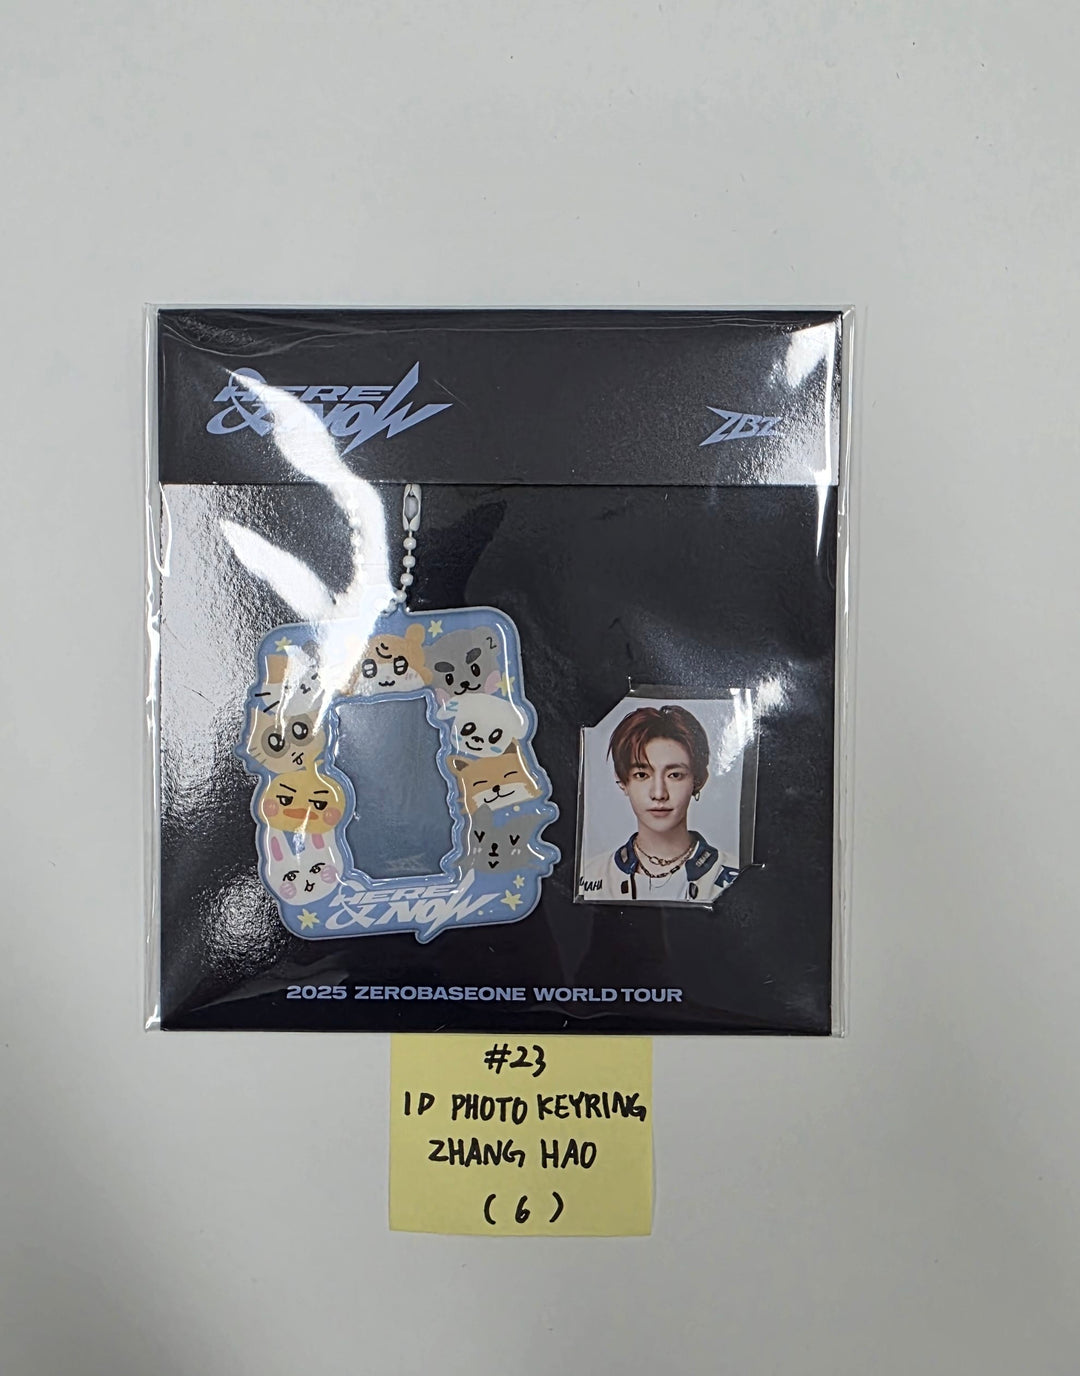 HERE
& NOW
ZB1
Z
HERE
& NOW
2025 ZEROBASEONE WORLD TOUR
#23
ID PHOTO KEYRING
ZHANG HAO
(6)